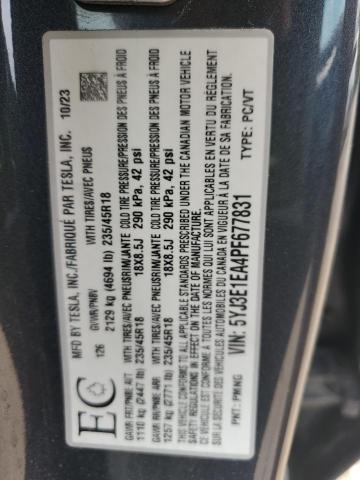 MFD BY TESLA, INC./FABRIQUÉ PAR TESLA, INC. 10/23
GVWR/PNBV WITH TIRES/AVEC PNEUS
126 2129 kg (4694 lb) 235/45R18
EC
GAWR FRT/PNBE AVT WITH TIRES/AVEC PNEUS RIM/JANTE COLD TIRE PRESSURE/PRESSION DES PNEUS À FROID
1110 kg (2447 lb) 235/45R18 18X8.5J 290 kPa, 42 psi
GAWR RR/PNBE ARR WITH TIRES/AVEC PNEUS RIM/JANTE COLD TIRE PRESSURE/PRESSION DES PNEUS À FROID
1257 kg (2771 lb) 235/45R18 18X8.5J 290 kPa, 42 psi
THIS VEHICLE CONFORMS TO ALL APPLICABLE STANDARDS PRESCRIBED UNDER THE CANADIAN MOTOR VEHICLE
SAFETY REGULATIONS IN EFFECT ON THE DATE OF MANUFACTURE.
CE VÉHICULE EST CONFORME À TOUTES LES NORMES QUI LUI SONT APPLICABLES EN VERTU DU RÈGLEMENT
SUR LA SÉCURITÉ DES VÉHICULES AUTOMOBILES DU CANADA EN VIGUEUR À LA DATE DE SA FABRICATION.
PNT: PMNG VIN: 5YJ3E1EA4PF677831 TYPE: PC/VT